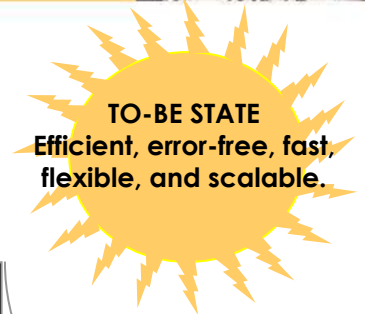 TO-BE STATE
Efficient, error-free, fast,
flexible, and scalable.